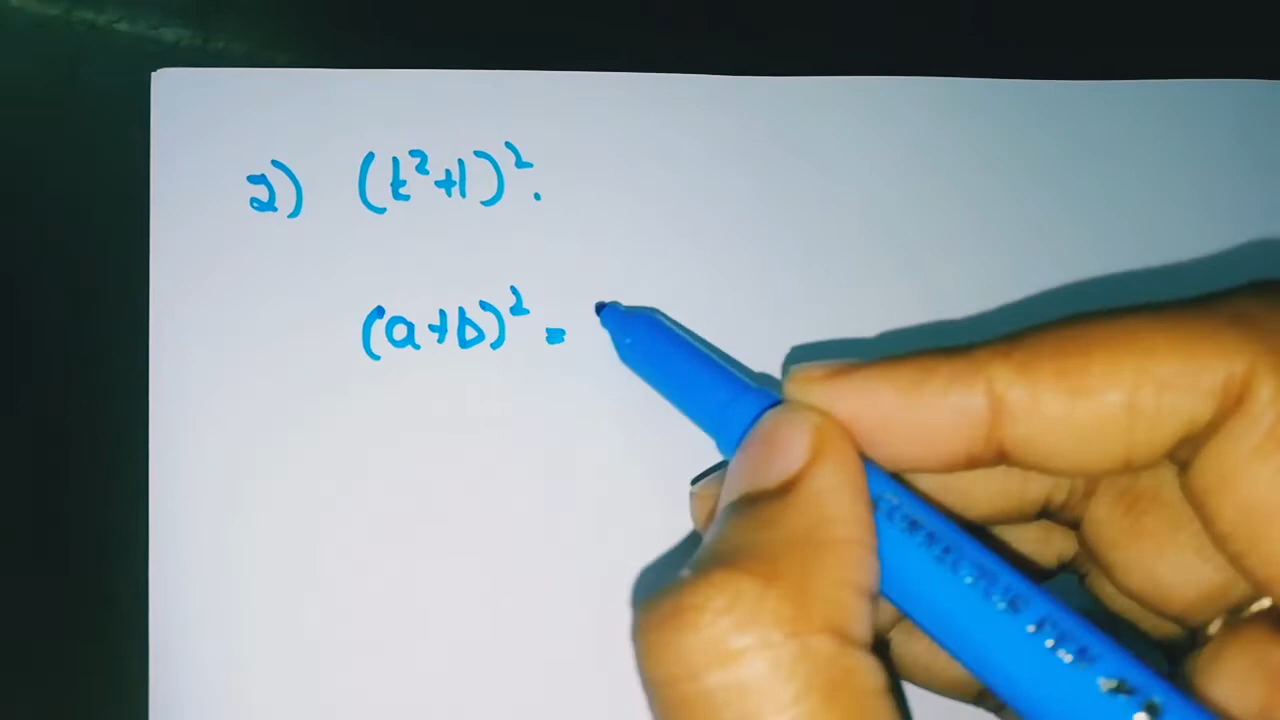 2) (t²+1)².
(a+b)² =